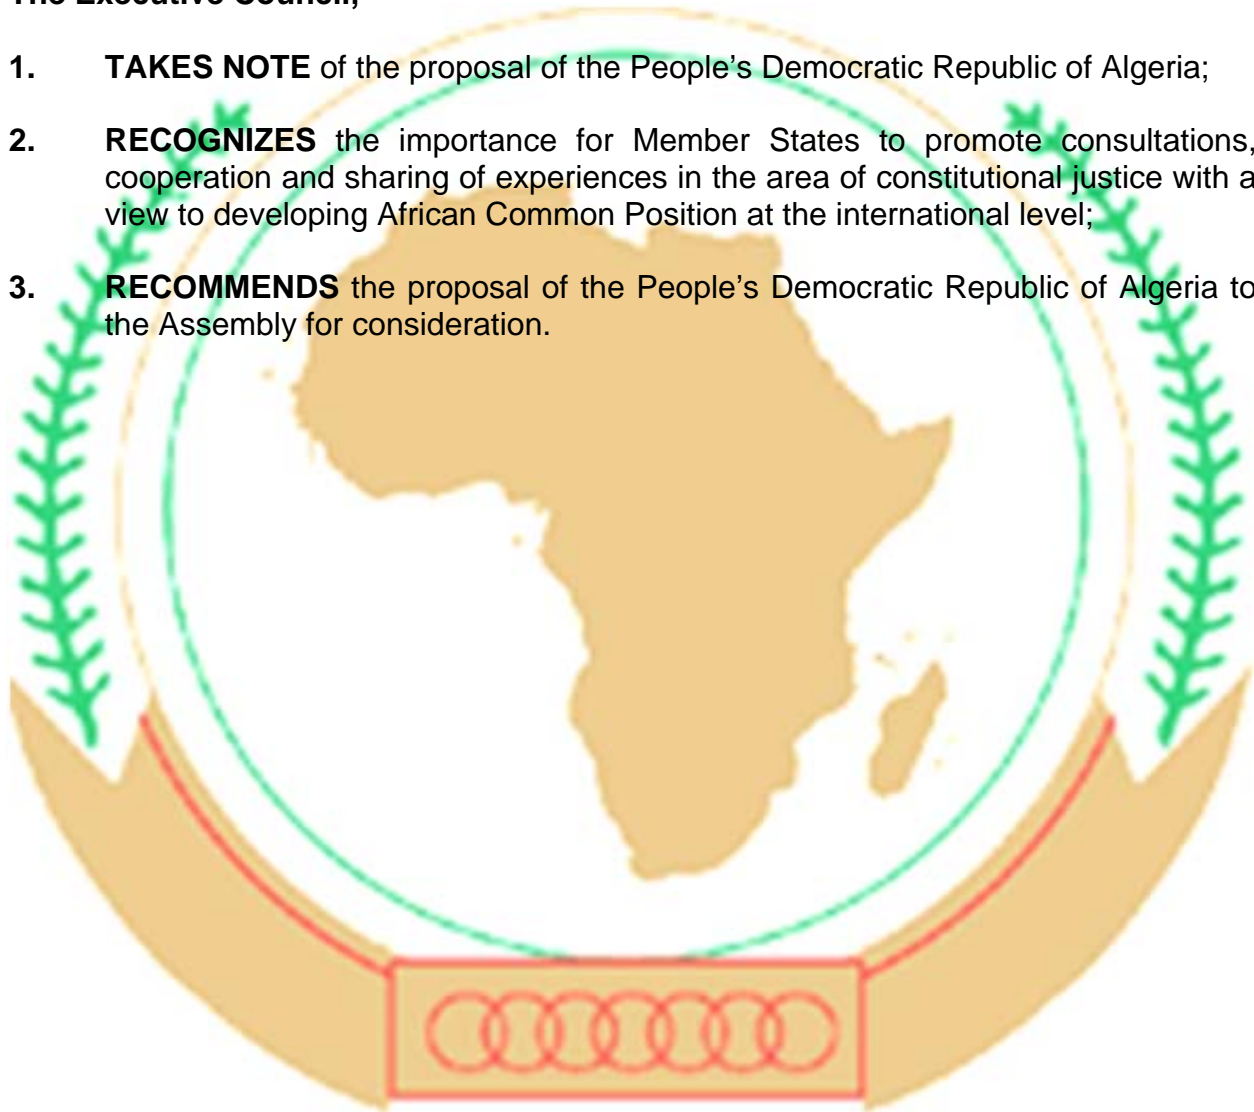 The Executive Council,
1. TAKES NOTE of the proposal of the People’s Democratic Republic of Algeria;
2. RECOGNIZES the importance for Member States to promote consultations,
cooperation and sharing of experiences in the area of constitutional justice with a
view to developing African Common Position at the international level;
3. RECOMMENDS the proposal of the People’s Democratic Republic of Algeria to
the Assembly for consideration.